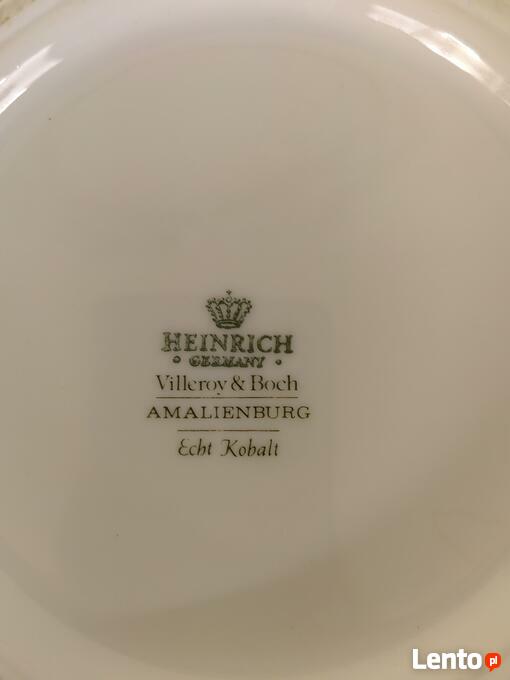 HEINRICH
• GERMANY •
Villeroy & Boch
AMALIENBURG
Echt Kobalt
Lento pl